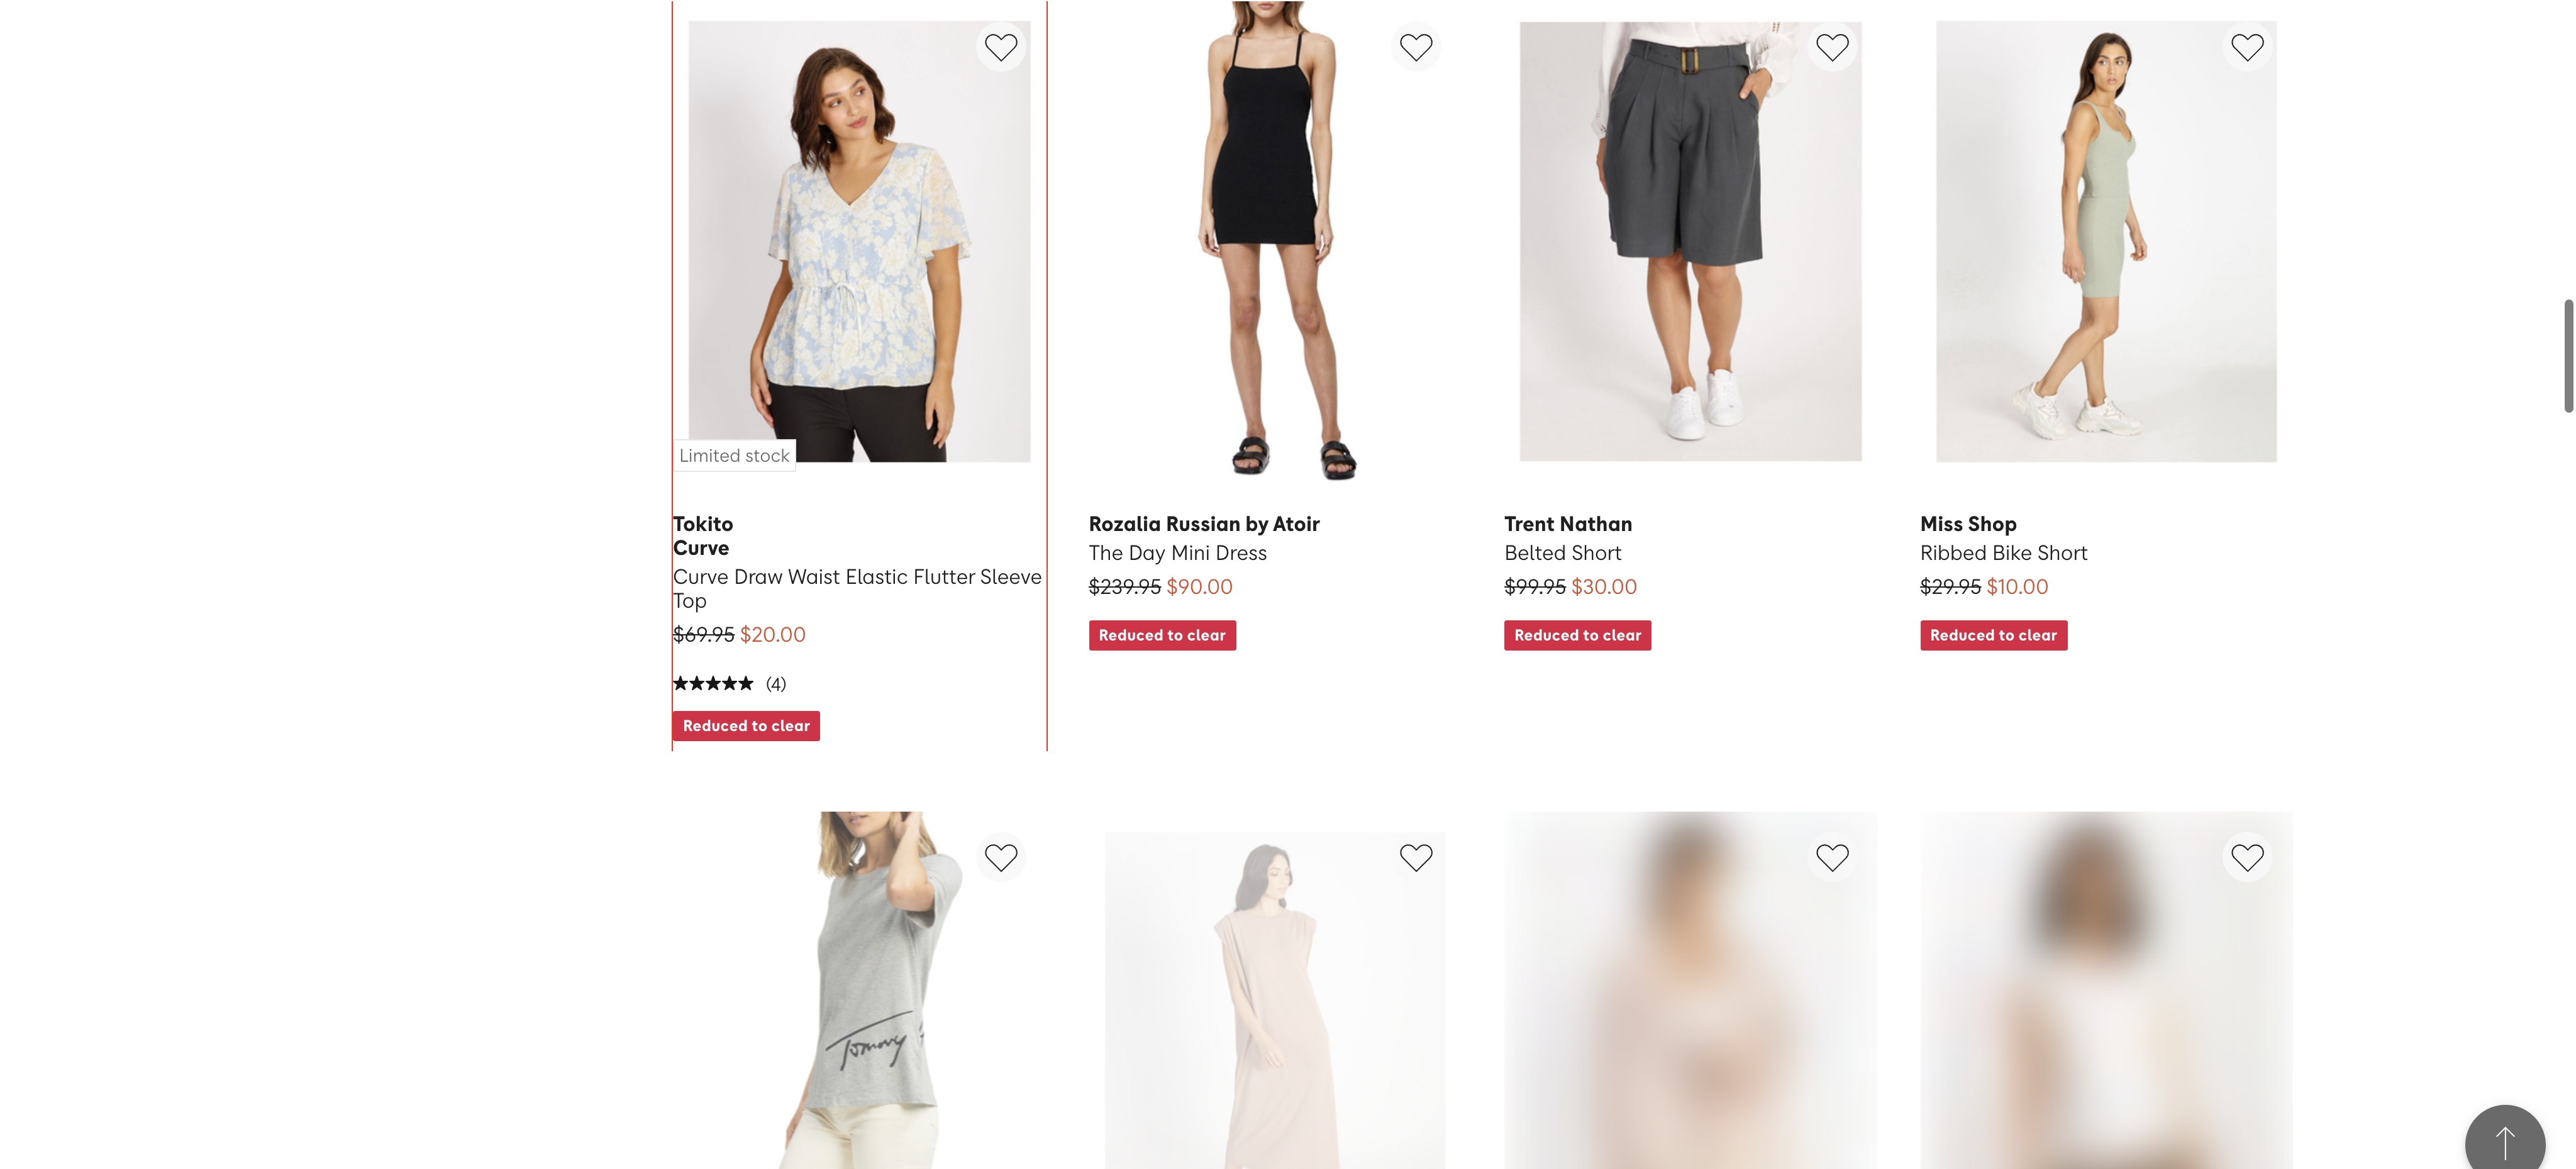 Limited stock
Tokito
Curve
Curve Draw Waist Elastic Flutter Sleeve
Top
$69.95 $20.00
(4)
Reduced to clear
Rozalia Russian by Atoir
The Day Mini Dress
$239.95 $90.00
Reduced to clear
Trent Nathan
Belted Short
$99.95 $30.00
Reduced to clear
Miss Shop
Ribbed Bike Short
$29.95 $10.00
Reduced to clear
Tommy